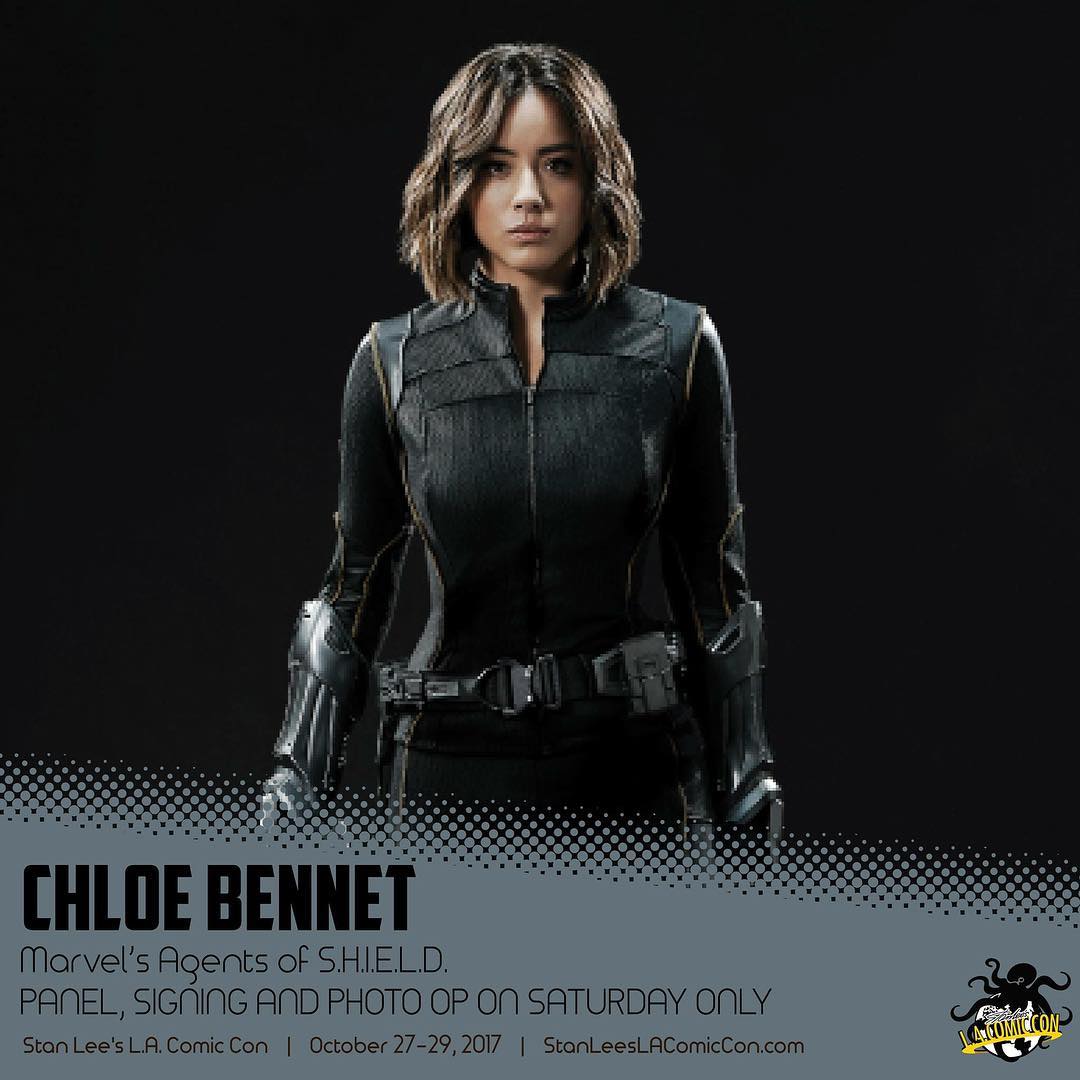 CHLOE BENNET
Marvel's Agents of S.H.I.E.L.D.
PANEL, SIGNING AND PHOTO OP ON SATURDAY ONLY
Stan Lee's L.A. Comic Con | October 27-29, 2017 | StanLeesLAComicCon.com
L.A. COMIC CON